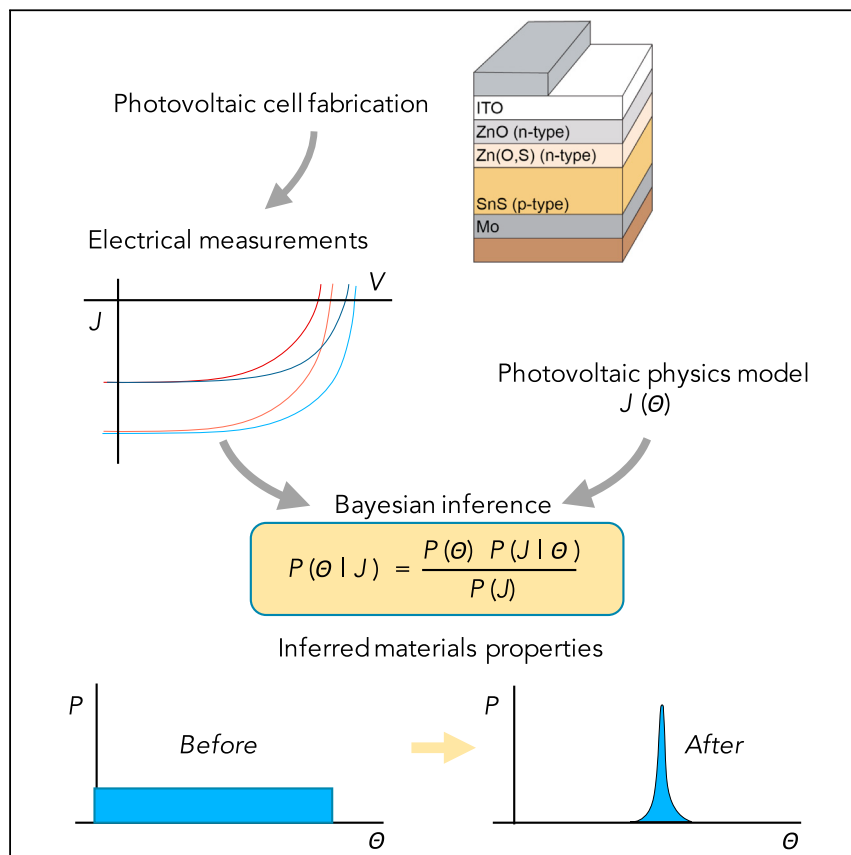 Photovoltaic cell fabrication
ITO
ZnO (n-type)
Zn(O,S) (n-type)
SnS (p-type)
Mo
Electrical measurements
V
J
Photovoltaic physics model
J (Θ)
Bayesian inference
P (Θ | J ) = P (Θ) P (J | Θ ) / P (J)
Inferred materials properties
P
Before
Θ
P
After
Θ